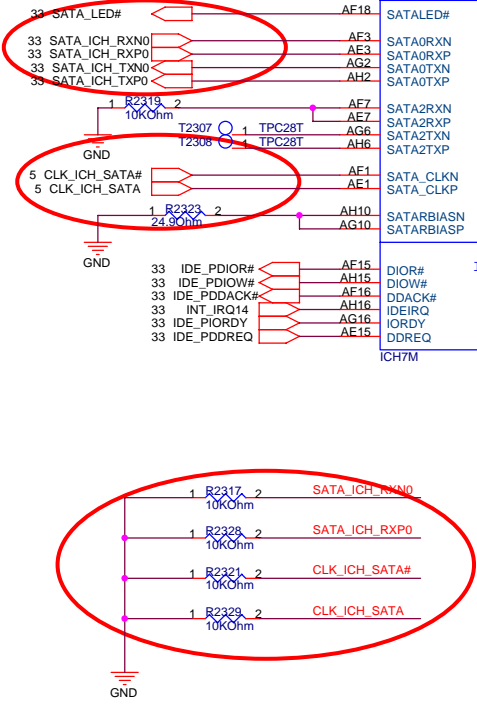 33 SATA_LED# AF18 SATALED#
33 SATA_ICH_RXN0 AF3 SATA0RXN
33 SATA_ICH_RXP0 AE3 SATA0RXP
33 SATA_ICH_TXN0 AG2 SATA0TXN
33 SATA_ICH_TXP0 AH2 SATA0TXP
1 R2319 2 AF7 SATA2RXN
10KOhm AE7 SATA2RXP
T2307 1 TPC28T AG6 SATA2TXN
T2308 1 TPC28T AH6 SATA2TXP
GND
5 CLK_ICH_SATA# AF1 SATA_CLKN
5 CLK_ICH_SATA AE1 SATA_CLKP
1 R2323 2 AH10 SATARBIASN
24.9Ohm AG10 SATARBIASP
GND
33 IDE_PDIOR# AF15 DIOR#
33 IDE_PDIOW# AH15 DIOW#
33 IDE_PDDACK# AF16 DDACK#
33 INT_IRQ14 AH16 IDEIRQ
33 IDE_PIORDY AG16 IORDY
33 IDE_PDDREQ AE15 DDREQ
ICH7M
1 R2317 2 SATA_ICH_RXN0
10KOhm
1 R2328 2 SATA_ICH_RXP0
10KOhm
1 R2321 2 CLK_ICH_SATA#
10KOhm
1 R2329 2 CLK_ICH_SATA
10KOhm
GND